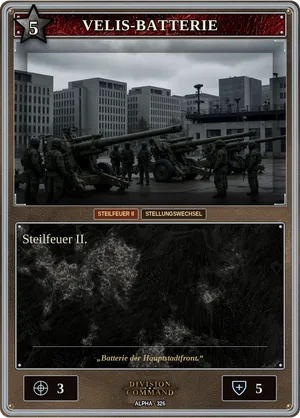 5
VELIS-BATTERIE
STEILFEUER II
STELLUNGSWECHSEL
Steilfeuer II.
„Batterie der Hauptstadtfront.“
3
DIVISION
COMMAND
ALPHA 326
5